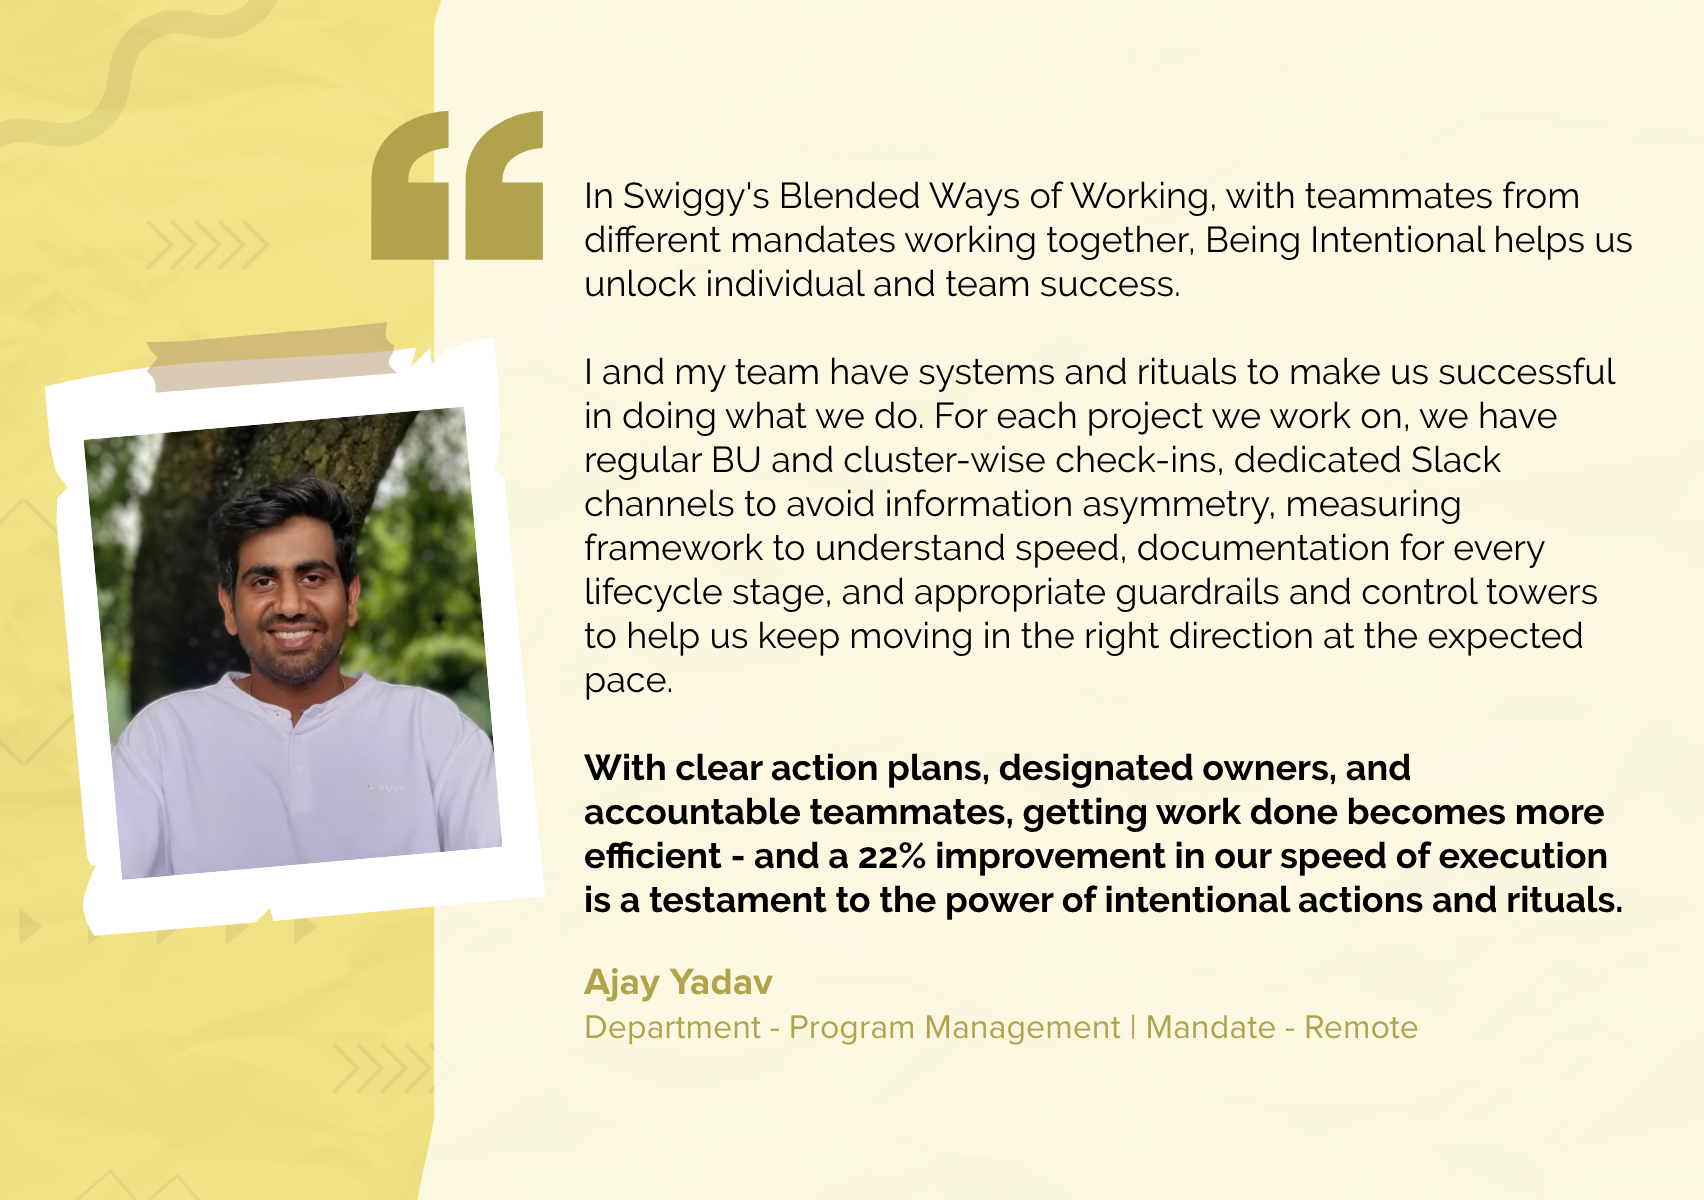 In Swiggy's Blended Ways of Working, with teammates from
different mandates working together, Being Intentional helps us
unlock individual and team success.
I and my team have systems and rituals to make us successful
in doing what we do. For each project we work on, we have
regular BU and cluster-wise check-ins, dedicated Slack
channels to avoid information asymmetry, measuring
framework to understand speed, documentation for every
lifecycle stage, and appropriate guardrails and control towers
to help us keep moving in the right direction at the expected
pace.
With clear action plans, designated owners, and
accountable teammates, getting work done becomes more
efficient - and a 22% improvement in our speed of execution
is a testament to the power of intentional actions and rituals.
Ajay Yadav
Department - Program Management | Mandate - Remote
Levis